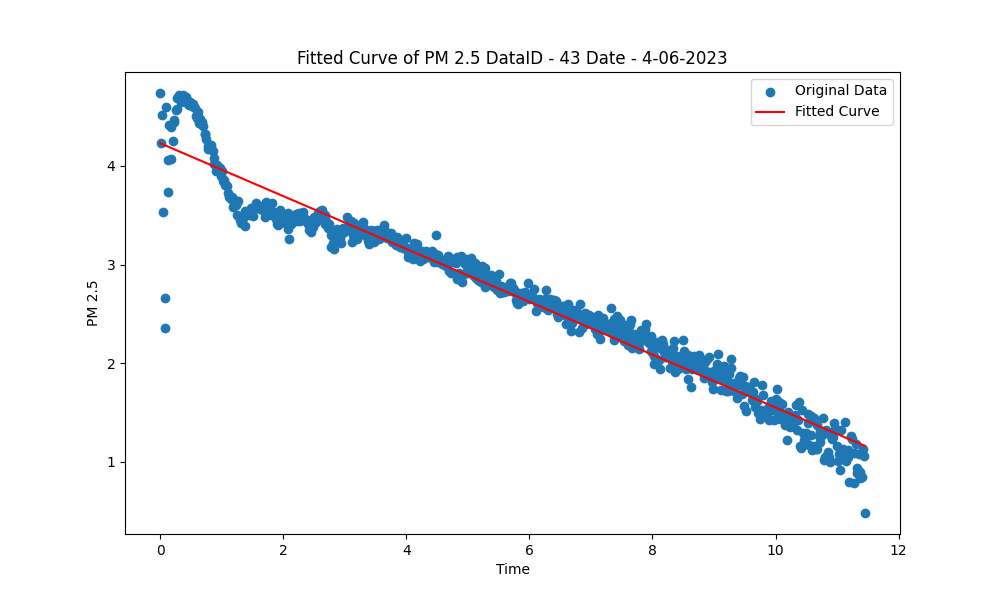 Fitted Curve of PM 2.5 DataID - 43 Date - 4-06-2023
Original Data
Fitted Curve
PM 2.5
4
3
2
1
0 2 4 6 8 10 12
Time